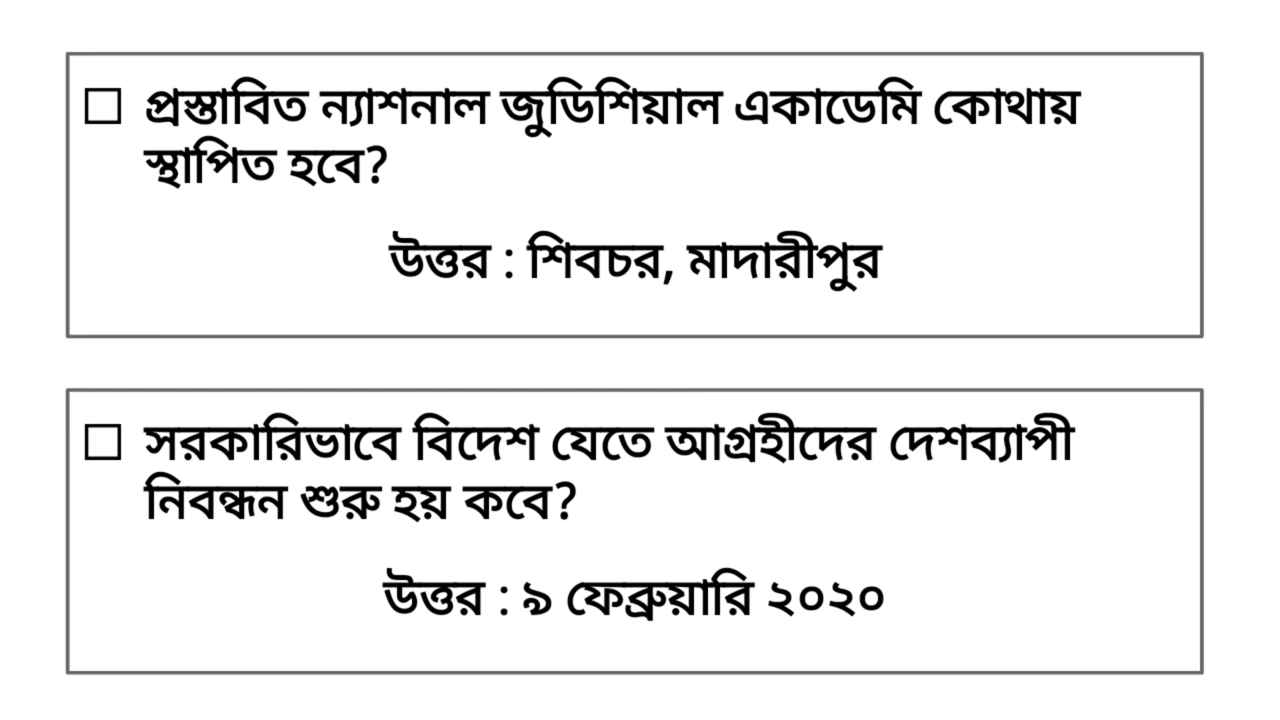 □ প্রস্তাবিত ন্যাশনাল জুডিশিয়াল একাডেমি কোথায়
স্থাপিত হবে?
উত্তর : শিবচর, মাদারীপুর
□ সরকারিভাবে বিদেশ যেতে আগ্রহীদের দেশব্যাপী
নিবন্ধন শুরু হয় কবে?
উত্তর : ৯ ফেব্রুয়ারি ২০২০